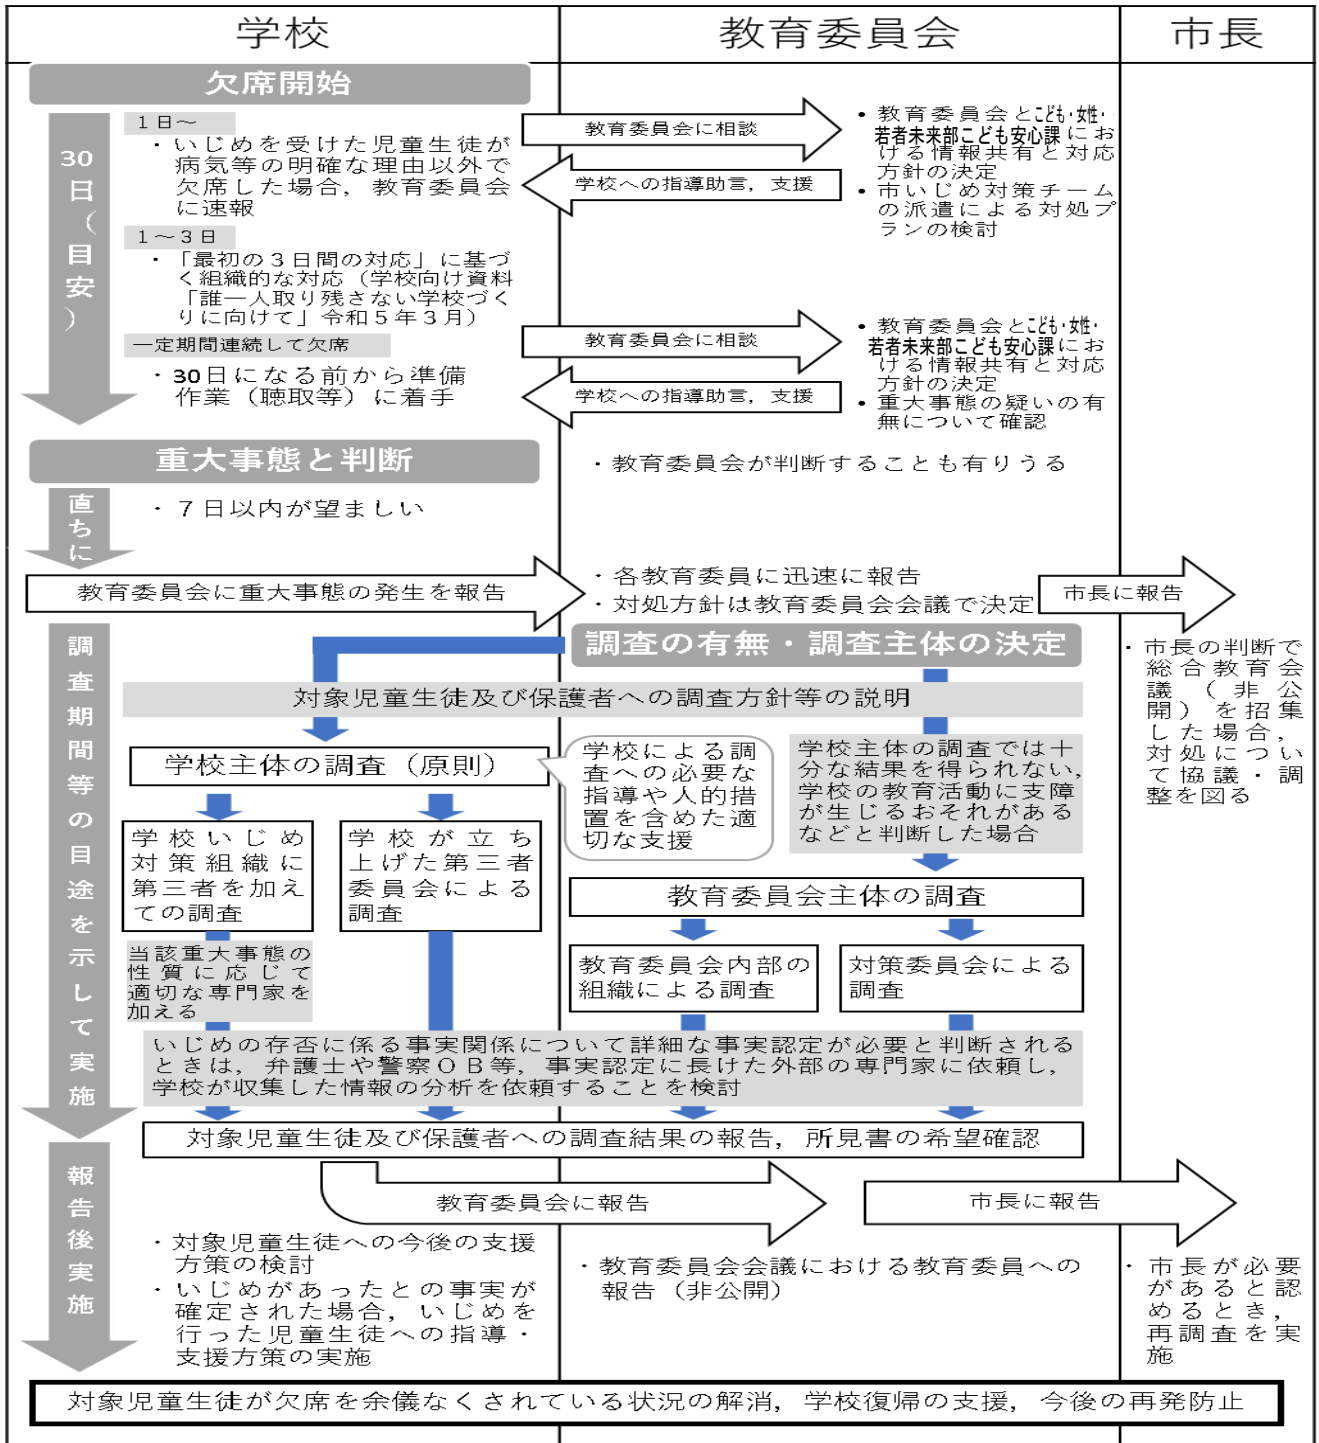 学校
教育委員会
市長
欠席開始
30日（目安）
１日～
・いじめを受けた児童生徒が
病気等の明確な理由以外で
欠席した場合，教育委員会
に速報
教育委員会に相談
学校への指導助言，支援
・教育委員会とこども・女性・
若者未来部こども安心課にお
ける情報共有と対応
方針の決定
・市いじめ対策チーム
の派遣による対処プ
ランの検討
１～３日
・「最初の３日間の対応」に基づ
く組織的な対応（学校向け資料
「誰一人取り残さない学校づく
りに向けて」令和５年３月）
一定期間連続して欠席
・30日になる前から準備
作業（聴取等）に着手
教育委員会に相談
学校への指導助言，支援
・教育委員会とこども・女性・
若者未来部こども安心課にお
ける情報共有と対応
方針の決定
・重大事態の疑いの有
無について確認
重大事態と判断
・教育委員会が判断することも有りうる
直ちに
・７日以内が望ましい
教育委員会に重大事態の発生を報告
・各教育委員に迅速に報告
・対処方針は教育委員会会議で決定
市長に報告
調査期間等の目途を示して実施
調査の有無・調査主体の決定
・市長の判断で
総合教育会
議（非公
開）を招集
した場合，
対処につい
て協議・調
整を図る
対象児童生徒及び保護者への調査方針等の説明
学校主体の調査（原則）
学校による調
査への必要な
指導や人的措
置を含めた適
切な支援
学校主体の調査では十
分な結果を得られない，
学校の教育活動に支障
が生じるおそれがある
などと判断した場合
学校いじめ
対策組織に
第三者を加え
ての調査
学校が立ち
上げた第三者
委員会による
調査
教育委員会主体の調査
当該重大事態の
性質に応じて
適切な専門家を
加える
教育委員会内部の
組織による調査
対策委員会による
調査
いじめの存否に係る事実関係について詳細な事実認定が必要と判断される
ときは，弁護士や警察ＯＢ等，事実認定に長けた外部の専門家に依頼し，
学校が収集した情報の分析を依頼することを検討
対象児童生徒及び保護者への調査結果の報告，所見書の希望確認
報告後実施
教育委員会に報告
市長に報告
・対象児童生徒への今後の支援
方策の検討
・いじめがあったとの事実が
確定された場合，いじめを
行った児童生徒への指導・
支援方策の実施
・教育委員会会議における教育委員への
報告（非公開）
・市長が必要
があると認
めるとき，
再調査を実
施
対象児童生徒が欠席を余儀なくされている状況の解消，学校復帰の支援，今後の再発防止